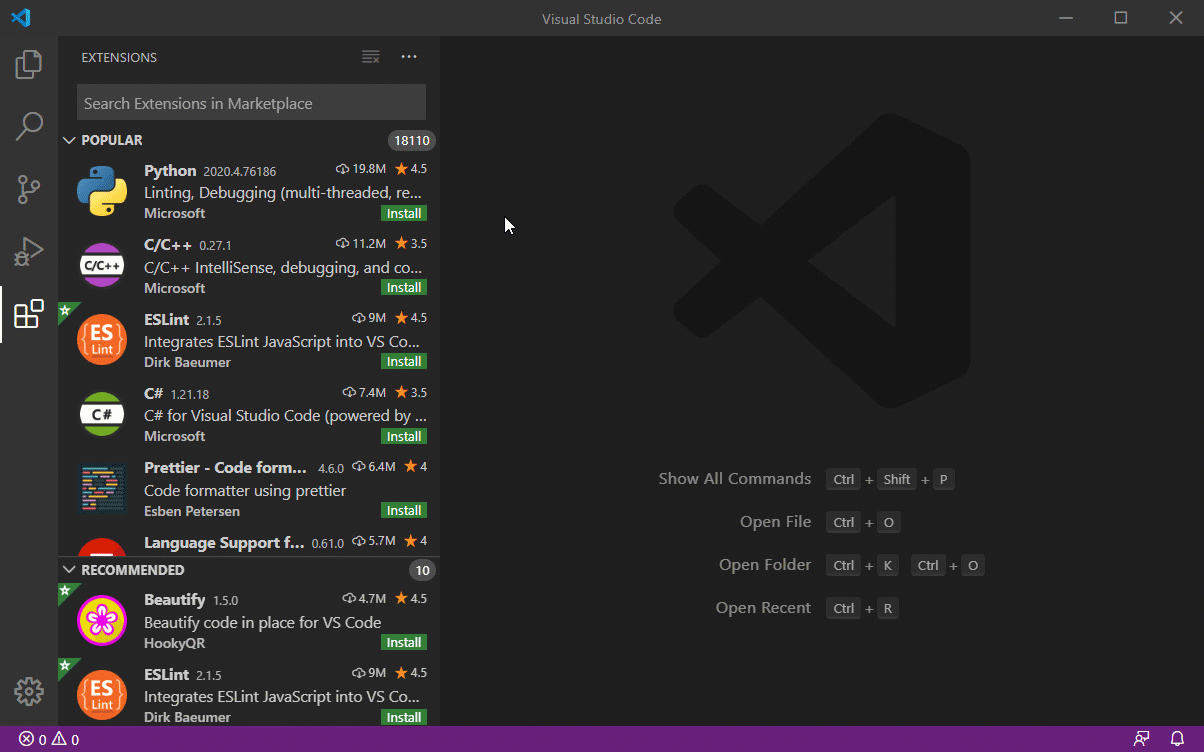 Visual Studio Code
EXTENSIONS
Search Extensions in Marketplace
POPULAR 18110
Python 2020.4.76186 19.8M 4.5
Linting, Debugging (multi-threaded, re...
Microsoft Install
C/C++
C/C++ 0.27.1 11.2M 3.5
C/C++ IntelliSense, debugging, and co...
Microsoft Install
ES
Lint
ESLint 2.1.5 9M 4.5
Integrates ESLint JavaScript into VS Co...
Dirk Baeumer Install
C#
C# 1.21.18 7.4M 3.5
C# for Visual Studio Code (powered by ...
Microsoft Install
Prettier - Code form... 4.6.0 6.4M 4
Code formatter using prettier
Esben Petersen Install
Language Support f... 0.61.0 5.7M 4
RECOMMENDED 10
Beautify 1.5.0 4.7M 4.5
Beautify code in place for VS Code
HookyQR Install
ES
Lint
ESLint 2.1.5 9M 4.5
Integrates ESLint JavaScript into VS Co...
Dirk Baeumer Install
Show All Commands Ctrl + Shift + P
Open File Ctrl + O
Open Folder Ctrl + K Ctrl + O
Open Recent Ctrl + R
0 0